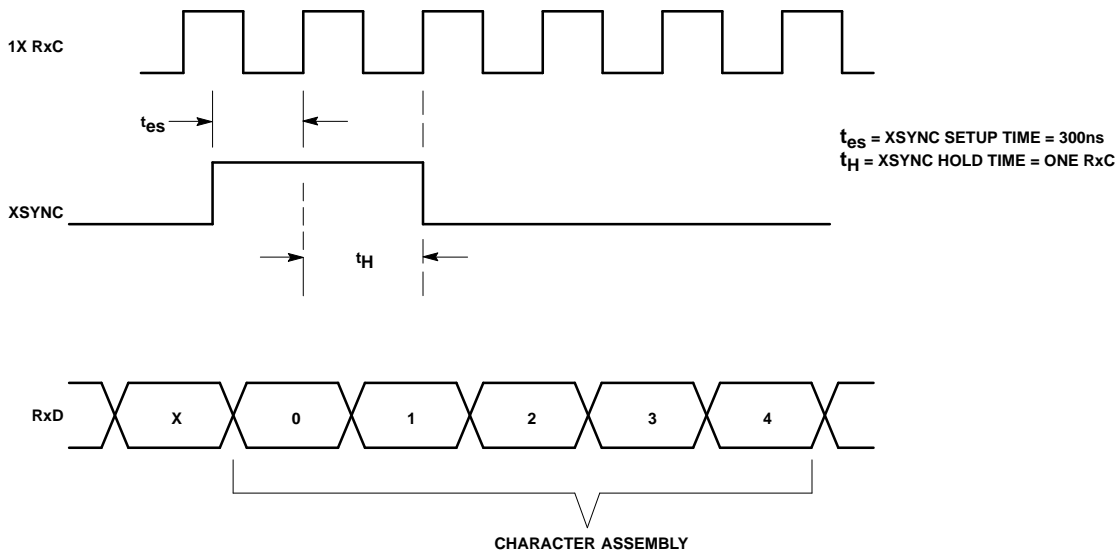 1X RxC
tes
tes = XSYNC SETUP TIME = 300ns
tH = XSYNC HOLD TIME = ONE RxC
XSYNC
tH
RxD
X 0 1 2 3 4
CHARACTER ASSEMBLY